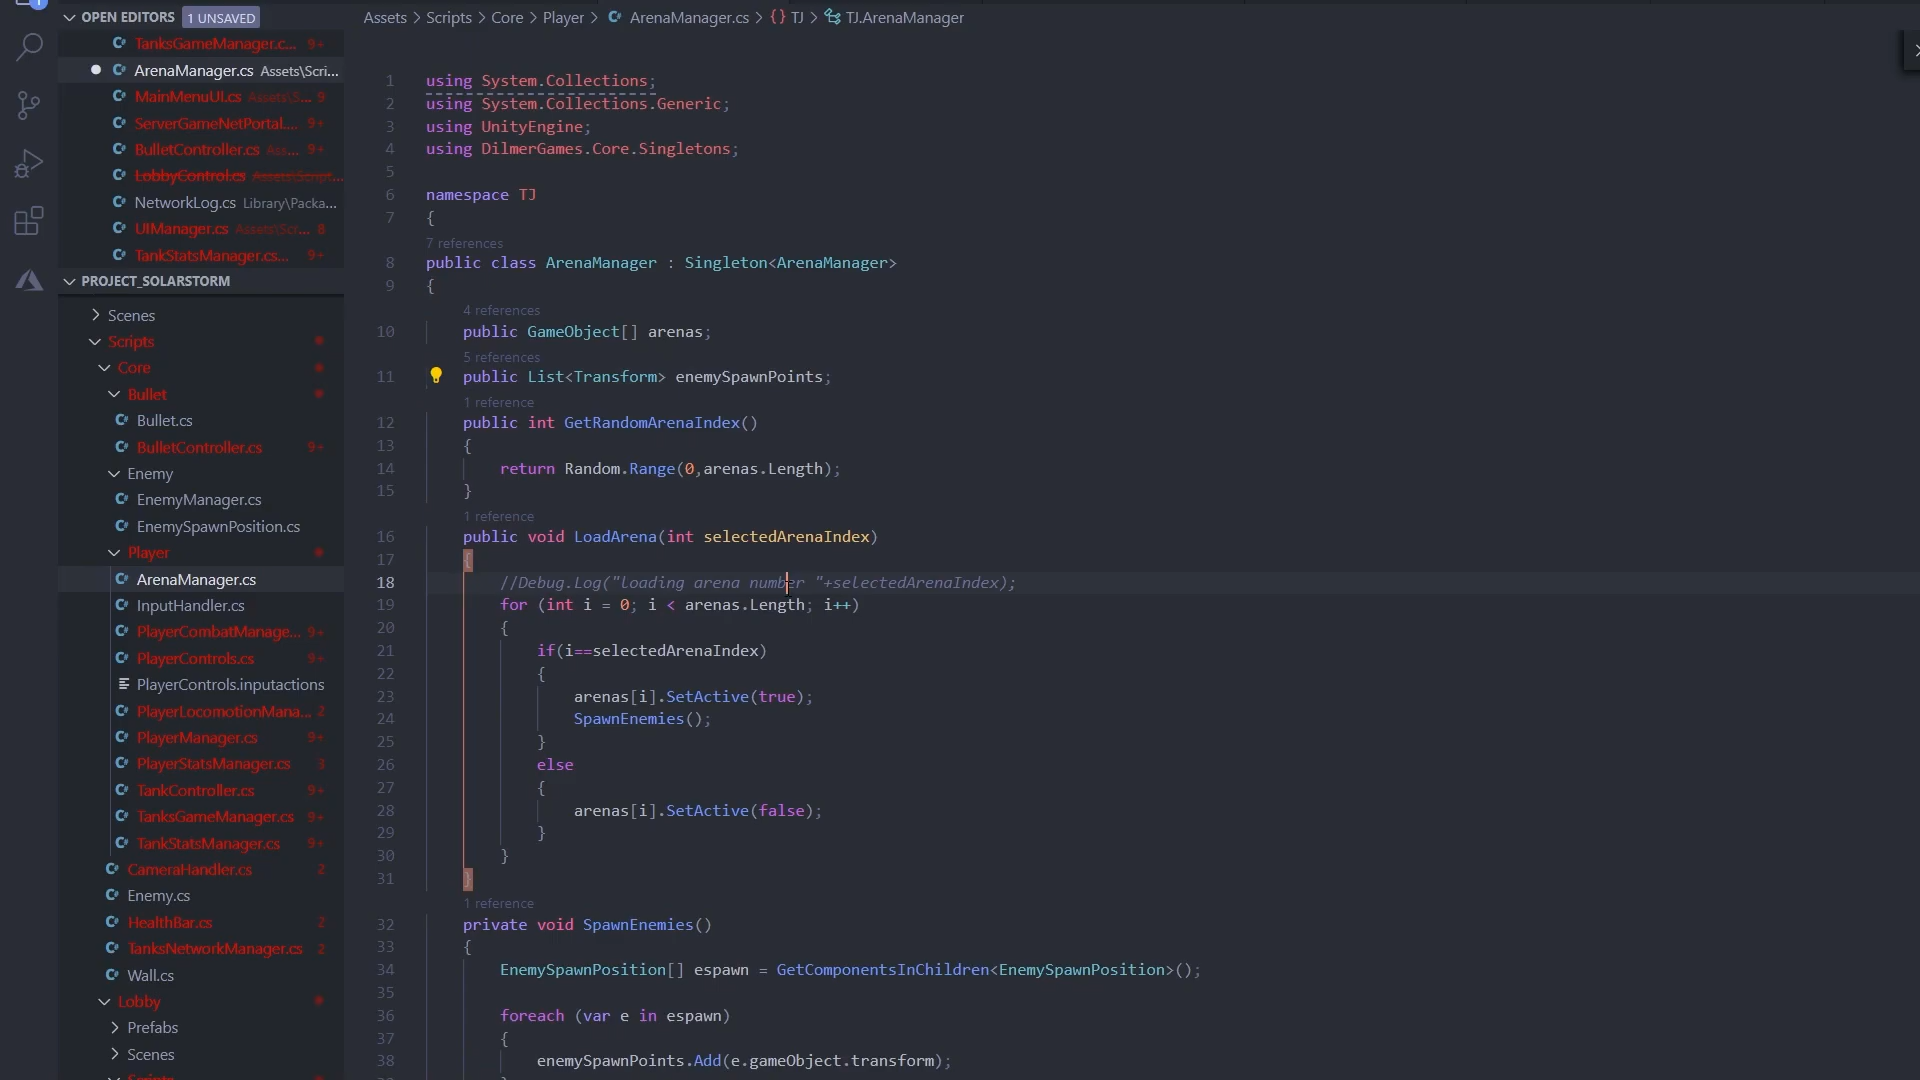 OPEN EDITORS 1 UNSAVED
TanksGameManager.c... 9+
ArenaManager.cs Assets\Scri...
MainMenuUI.cs Assets\S... 9
ServerGameNetPortal.... 9+
BulletController.cs Ass... 9+
LobbyControl.cs Assets\Script...
NetworkLog.cs Library\Packa...
UIManager.cs Assets\Scr... 8
TankStatsManager.cs... 9+
PROJECT_SOLARSTORM
Scenes
Scripts
Core
Bullet
Bullet.cs
BulletController.cs 9+
Enemy
EnemyManager.cs
EnemySpawnPosition.cs
Player
ArenaManager.cs
InputHandler.cs
PlayerCombatManage... 9+
PlayerControls.cs 9+
PlayerControls.inputactions
PlayerLocomotionMana... 2
PlayerManager.cs 9+
PlayerStatsManager.cs 3
TankController.cs 9+
TanksGameManager.cs 9+
TankStatsManager.cs 9+
CameraHandler.cs 2
Enemy.cs
HealthBar.cs 2
TanksNetworkManager.cs 2
Wall.cs
Lobby
Prefabs
Scenes
Scripts
Assets > Scripts > Core > Player > ArenaManager.cs > {} TJ > TJ.ArenaManager
1 using System.Collections;
2 using System.Collections.Generic;
3 using UnityEngine;
4 using DilmerGames.Core.Singletons;
5
6 namespace TJ
7 {
7 references
8 public class ArenaManager : Singleton<ArenaManager>
9 {
4 references
10 public GameObject[] arenas;
5 references
11 public List<Transform> enemySpawnPoints;
1 reference
12 public int GetRandomArenaIndex()
13 {
14 return Random.Range(0,arenas.Length);
15 }
1 reference
16 public void LoadArena(int selectedArenaIndex)
17 {
18 //Debug.Log("loading arena number "+selectedArenaIndex);
19 for (int i = 0; i < arenas.Length; i++)
20 {
21 if(i==selectedArenaIndex)
22 {
23 arenas[i].SetActive(true);
24 SpawnEnemies();
25 }
26 else
27 {
28 arenas[i].SetActive(false);
29 }
30 }
31 }
1 reference
32 private void SpawnEnemies()
33 {
34 EnemySpawnPosition[] espawn = GetComponentsInChildren<EnemySpawnPosition>();
35
36 foreach (var e in espawn)
37 {
38 enemySpawnPoints.Add(e.gameObject.transform);